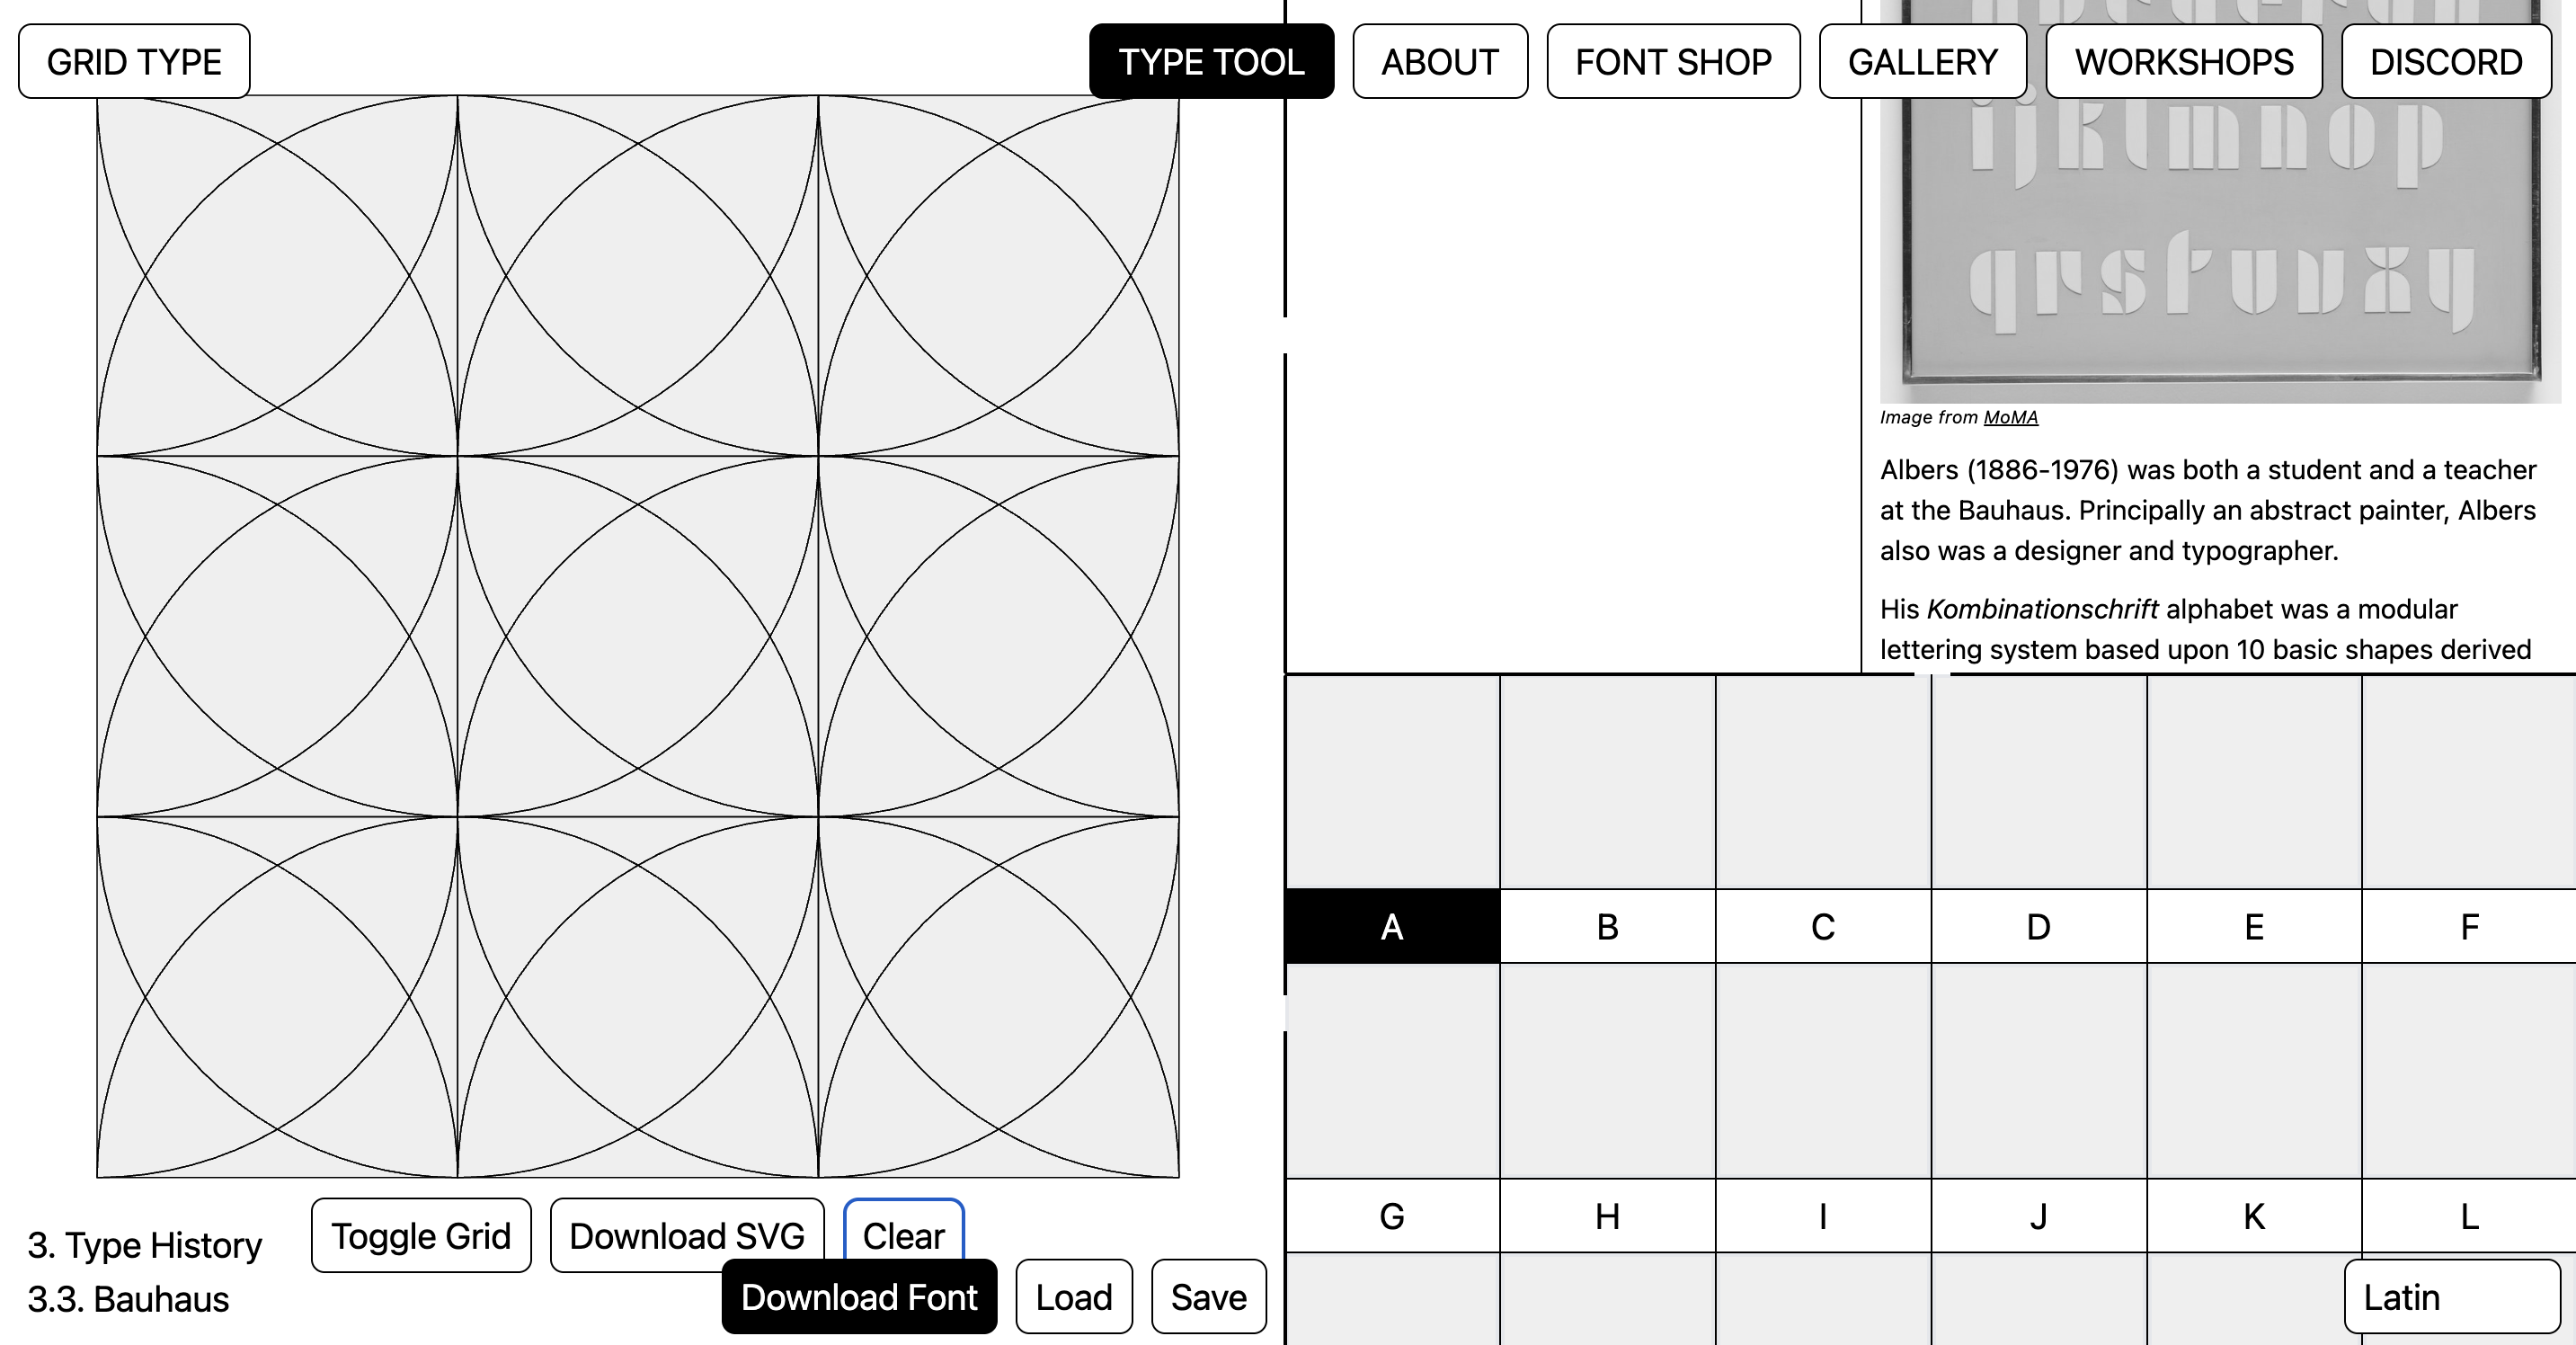 GRID TYPE
TYPE TOOL
ABOUT
FONT SHOP
GALLERY
WORKSHOPS
DISCORD
ijklmnop
qrstuvxy
Image from MoMA
Albers (1886-1976) was both a student and a teacher
at the Bauhaus. Principally an abstract painter, Albers
also was a designer and typographer.
His Kombinationschrift alphabet was a modular
lettering system based upon 10 basic shapes derived
A B C D E F
G H I J K L
Toggle Grid
Download SVG
Clear
3. Type History
3.3. Bauhaus
Download Font
Load
Save
Latin